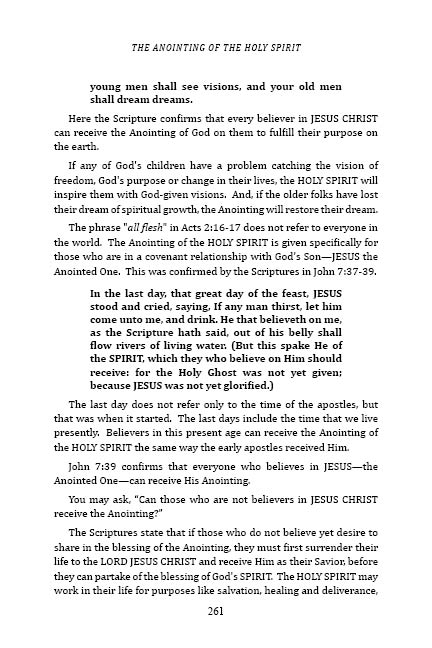 THE ANOINTING OF THE HOLY SPIRIT
young men shall see visions, and your old men
shall dream dreams.
Here the Scripture confirms that every believer in JESUS CHRIST
can receive the Anointing of God on them to fulfill their purpose on
the earth.
If any of God's children have a problem catching the vision of
freedom, God's purpose or change in their lives, the HOLY SPIRIT will
inspire them with God-given visions. And, if the older folks have lost
their dream of spiritual growth, the Anointing will restore their dream.
The phrase "all flesh" in Acts 2:16-17 does not refer to everyone in
the world. The Anointing of the HOLY SPIRIT is given specifically for
those who are in a covenant relationship with God's Son—JESUS the
Anointed One. This was confirmed by the Scriptures in John 7:37-39.
In the last day, that great day of the feast, JESUS
stood and cried, saying, If any man thirst, let him
come unto me, and drink. He that believeth on me,
as the Scripture hath said, out of his belly shall
flow rivers of living water. (But this spake He of
the SPIRIT, which they who believe on Him should
receive: for the Holy Ghost was not yet given;
because JESUS was not yet glorified.)
The last day does not refer only to the time of the apostles, but
that was when it started. The last days include the time that we live
presently. Believers in this present age can receive the Anointing of
the HOLY SPIRIT the same way the early apostles received Him.
John 7:39 confirms that everyone who believes in JESUS—the
Anointed One—can receive His Anointing.
You may ask, “Can those who are not believers in JESUS CHRIST
receive the Anointing?”
The Scriptures state that if those who do not believe yet desire to
share in the blessing of the Anointing, they must first surrender their
life to the LORD JESUS CHRIST and receive Him as their Savior, before
they can partake of the blessing of God's SPIRIT. The HOLY SPIRIT may
work in their life for purposes like salvation, healing and deliverance,
261